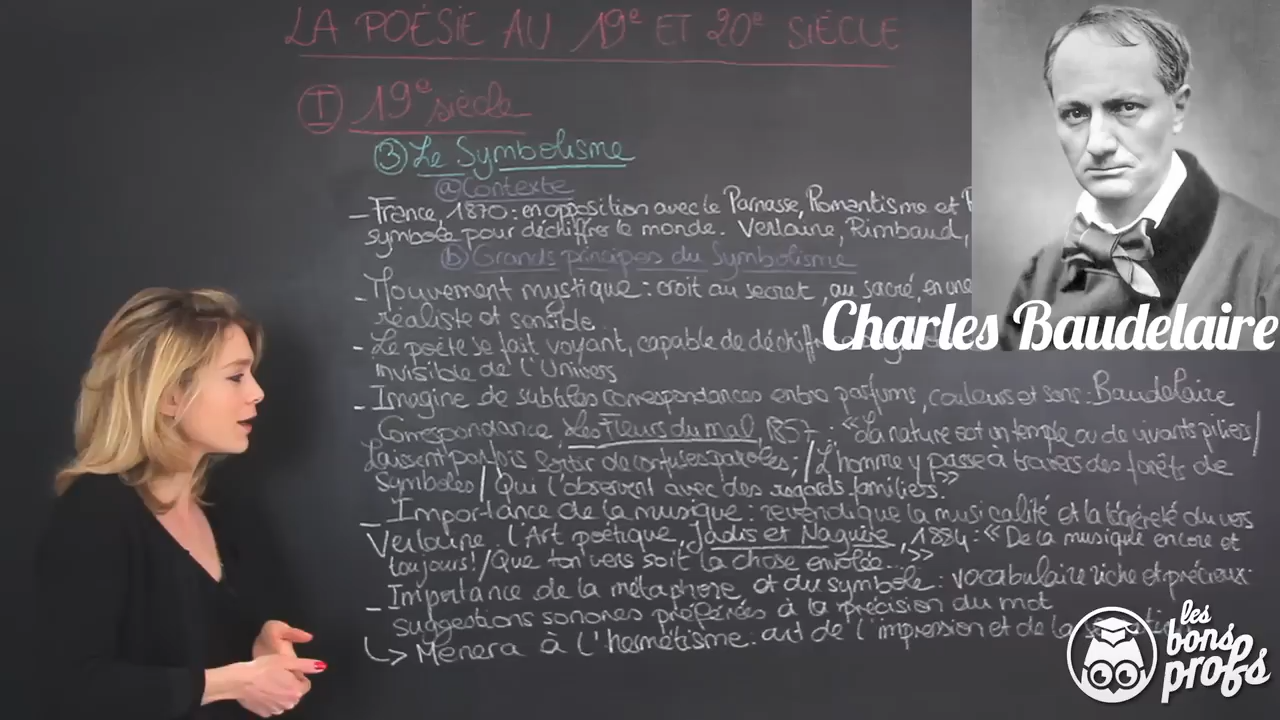 LA POÉSIE AU 19e ET 20e SIÈCLE
I 19e siècle
3 Le Symbolisme
a Contexte
- France, 1870 : en opposition avec le Parnasse, Romantisme et
symbole pour déchiffrer le monde. Verlaine, Rimbaud,
b Grands principes du Symbolisme
- Mouvement mystique : croit au secret, au sacré, en une
réaliste et sensible
- Le poète se fait voyant, capable de
invisible de l'Univers
- Imagine de subtiles correspondances entre parfums, couleurs et sons : Baudelaire
Correspondance, Les Fleurs du mal, 1857 : "La nature est un temple où de vivants piliers/
Laissent parfois sortir de confuses paroles ;/L'homme y passe à travers des forêts de
symboles/Qui l'observent avec des regards familiers."
- Importance de la musique : revendique la musicalité et la légèreté du vers
Verlaine, l'Art poétique, Jadis et Naguère, 1884 : "De la musique encore et
toujours!/Que ton vers soit la chose envolée..."
- Importance de la métaphore et du symbole : vocabulaire riche et précieux.
suggestions sonores préférées à la précision du mot
↳ Mènera à l'hermétisme : art de l'impression et de la
Charles Baudelaire
les bons profs